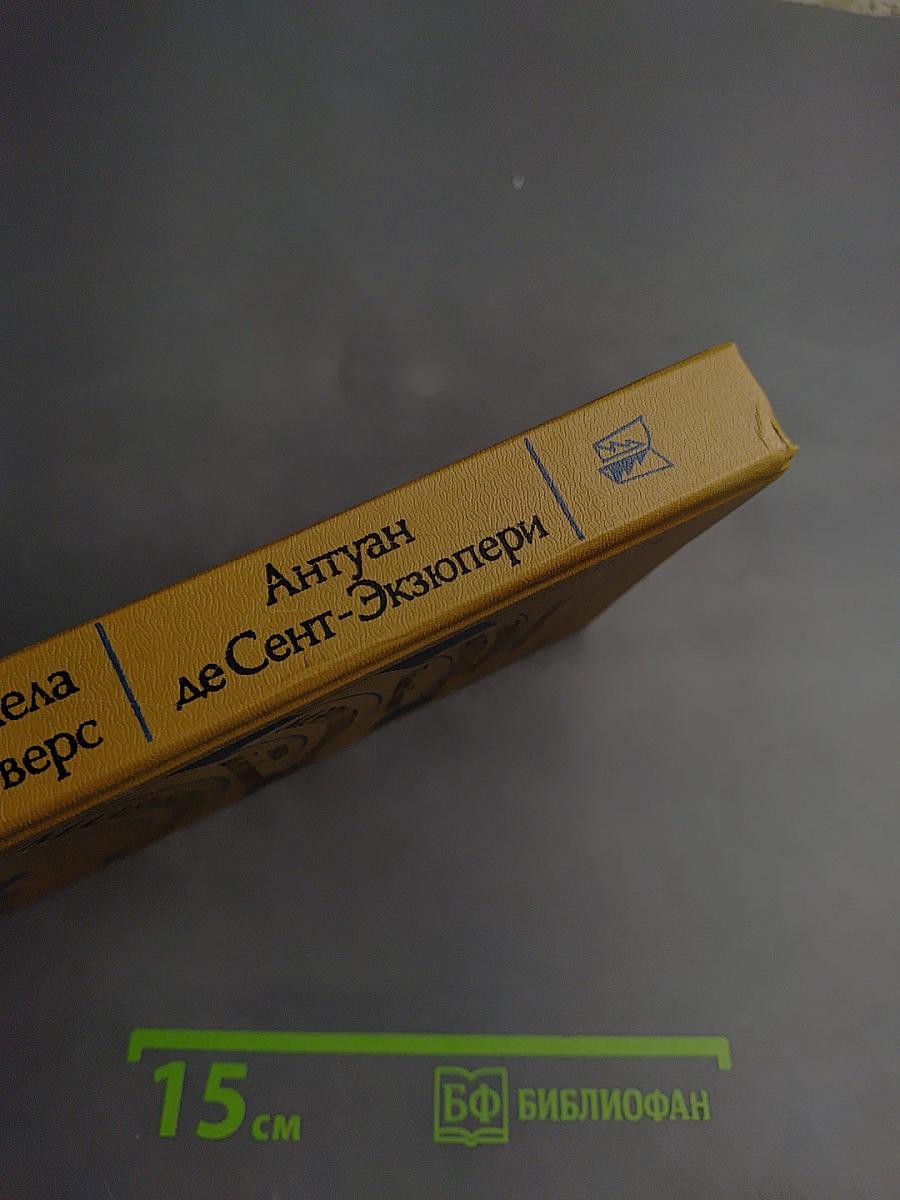 ела
верс
Антуан
де Сент-Экзюпери
15 см
БФ БИБЛИОФАН